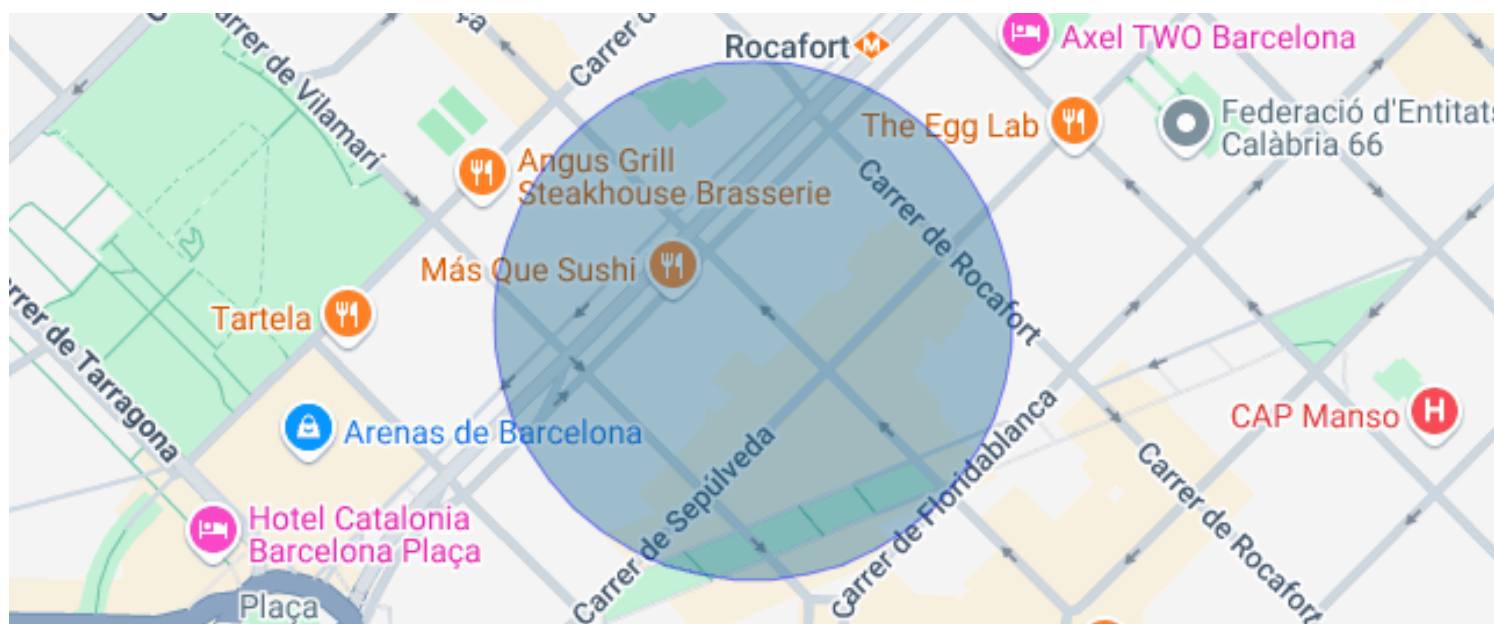 Carrer de Vilamarí
ça
Carrer d
Rocafort
M
Axel TWO Barcelona
The Egg Lab
Federació d'Entitats
Calàbria 66
Angus Grill
Steakhouse Brasserie
Carrer de Rocafort
Más Que Sushi
Tartela
rrer de Tarragona
Arenas de Barcelona
CAP Manso
H
Carrer de Sepúlveda
Carrer de Floridablanca
Carrer de Rocafort
Hotel Catalonia
Barcelona Plaça
Plaça